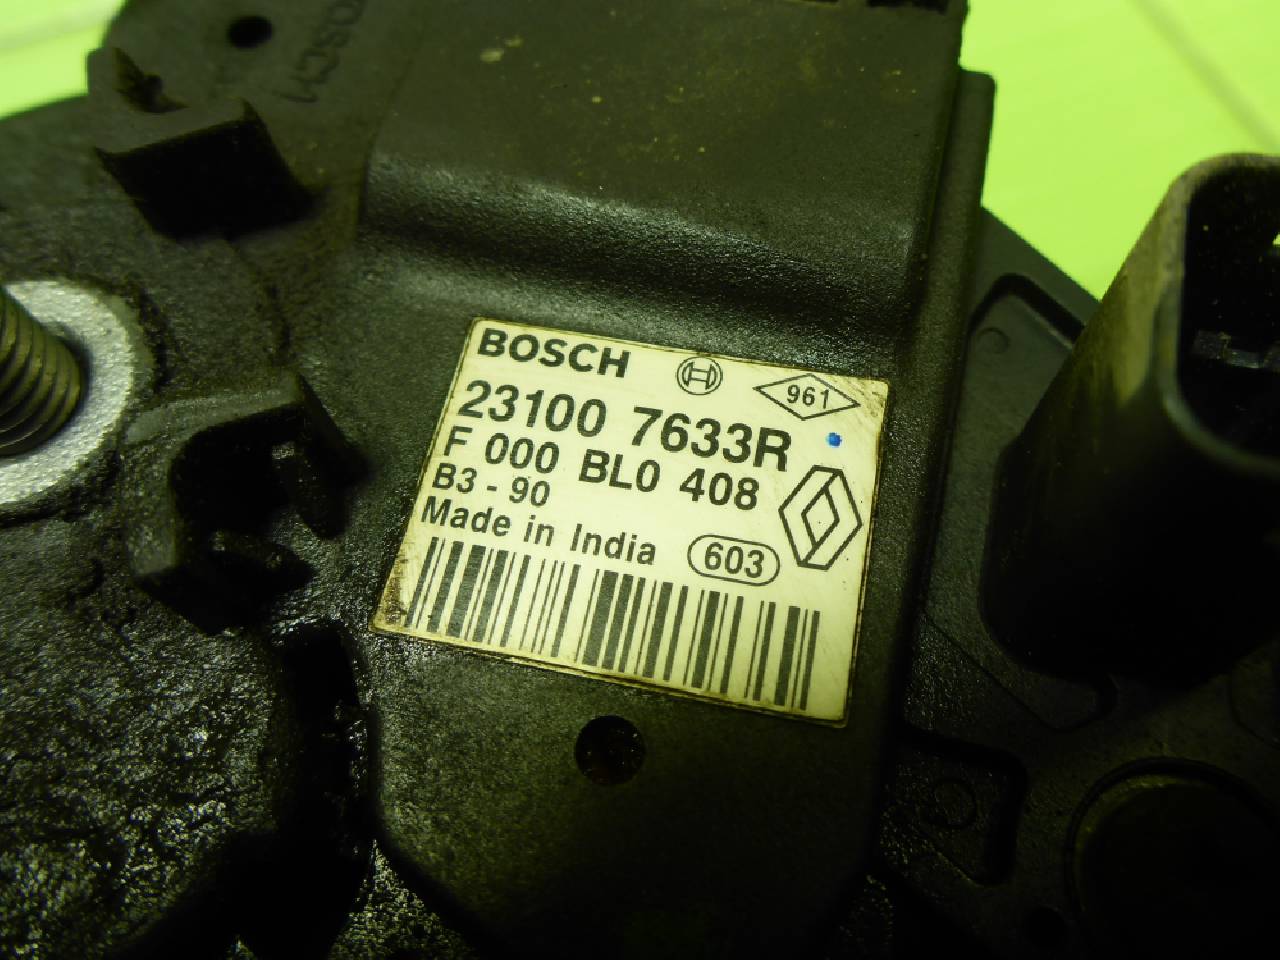 BOSCH
961
23100 7633R
F 000 BL0 408
B3 - 90
Made in India
603